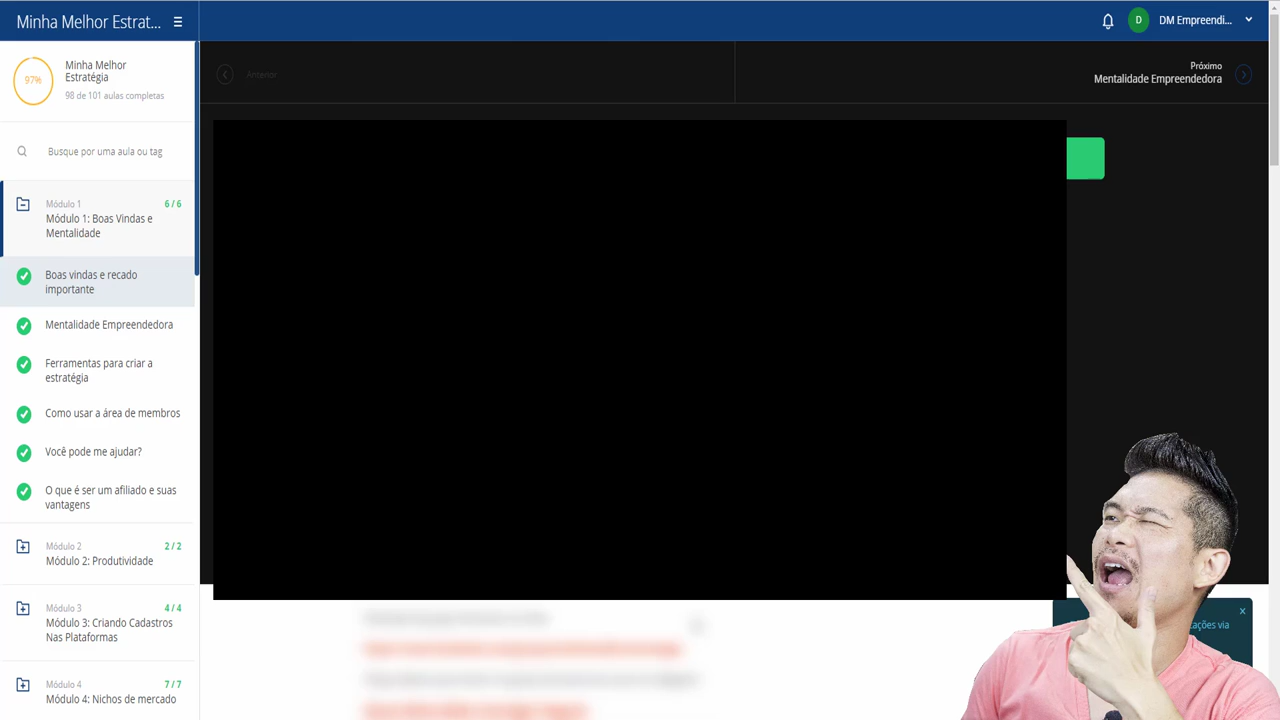 Minha Melhor Estrat...
D
DM Empreendi...
97%
Minha Melhor
Estratégia
98 de 101 aulas completas
Anterior
Próximo
Mentalidade Empreendedora
Busque por uma aula ou tag
Módulo 1
6 / 6
Módulo 1: Boas Vindas e
Mentalidade
Boas vindas e recado
importante
Mentalidade Empreendedora
Ferramentas para criar a
estratégia
Como usar a área de membros
Você pode me ajudar?
O que é ser um afiliado e suas
vantagens
Módulo 2
2 / 2
Módulo 2: Produtividade
Módulo 3
4 / 4
Módulo 3: Criando Cadastros
Nas Plataformas
Módulo 4
7 / 7
Módulo 4: Nichos de mercado
x
cações via